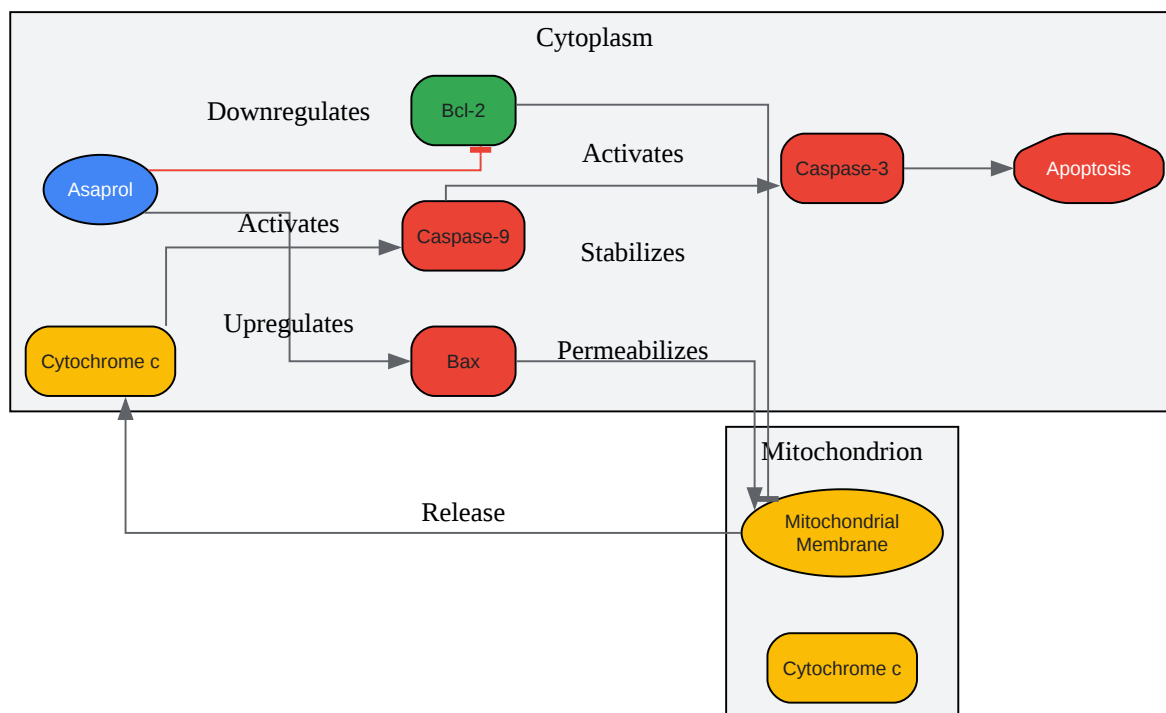 Cytoplasm
Downregulates
Bcl-2
Activates
Caspase-3
Apoptosis
Asaprol
Activates
Caspase-9
Stabilizes
Upregulates
Cytochrome c
Bax
Permeabilizes
Mitochondrion
Release
Mitochondrial
Membrane
Cytochrome c